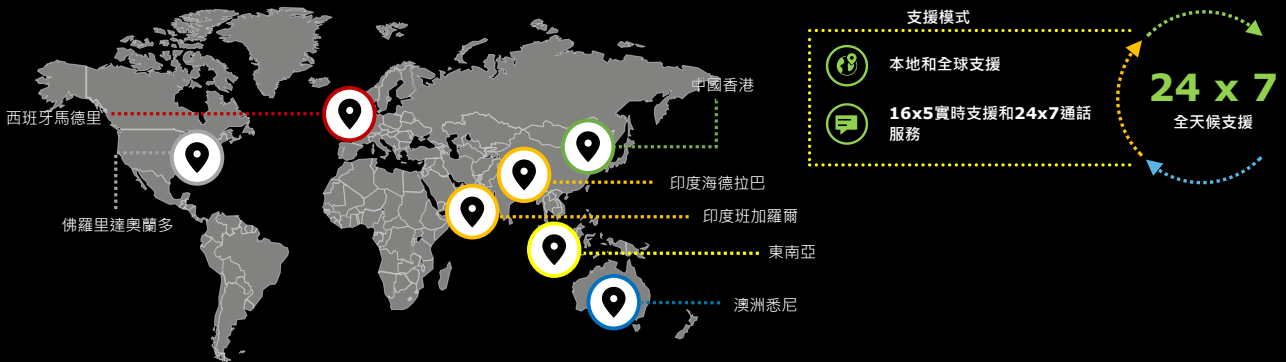 支援模式
本地和全球支援
16x5實時支援和24x7通話
服務
24 x 7
全天候支援
中國香港
西班牙馬德里
印度海德拉巴
印度班加羅爾
佛羅里達奧蘭多
東南亞
澳洲悉尼